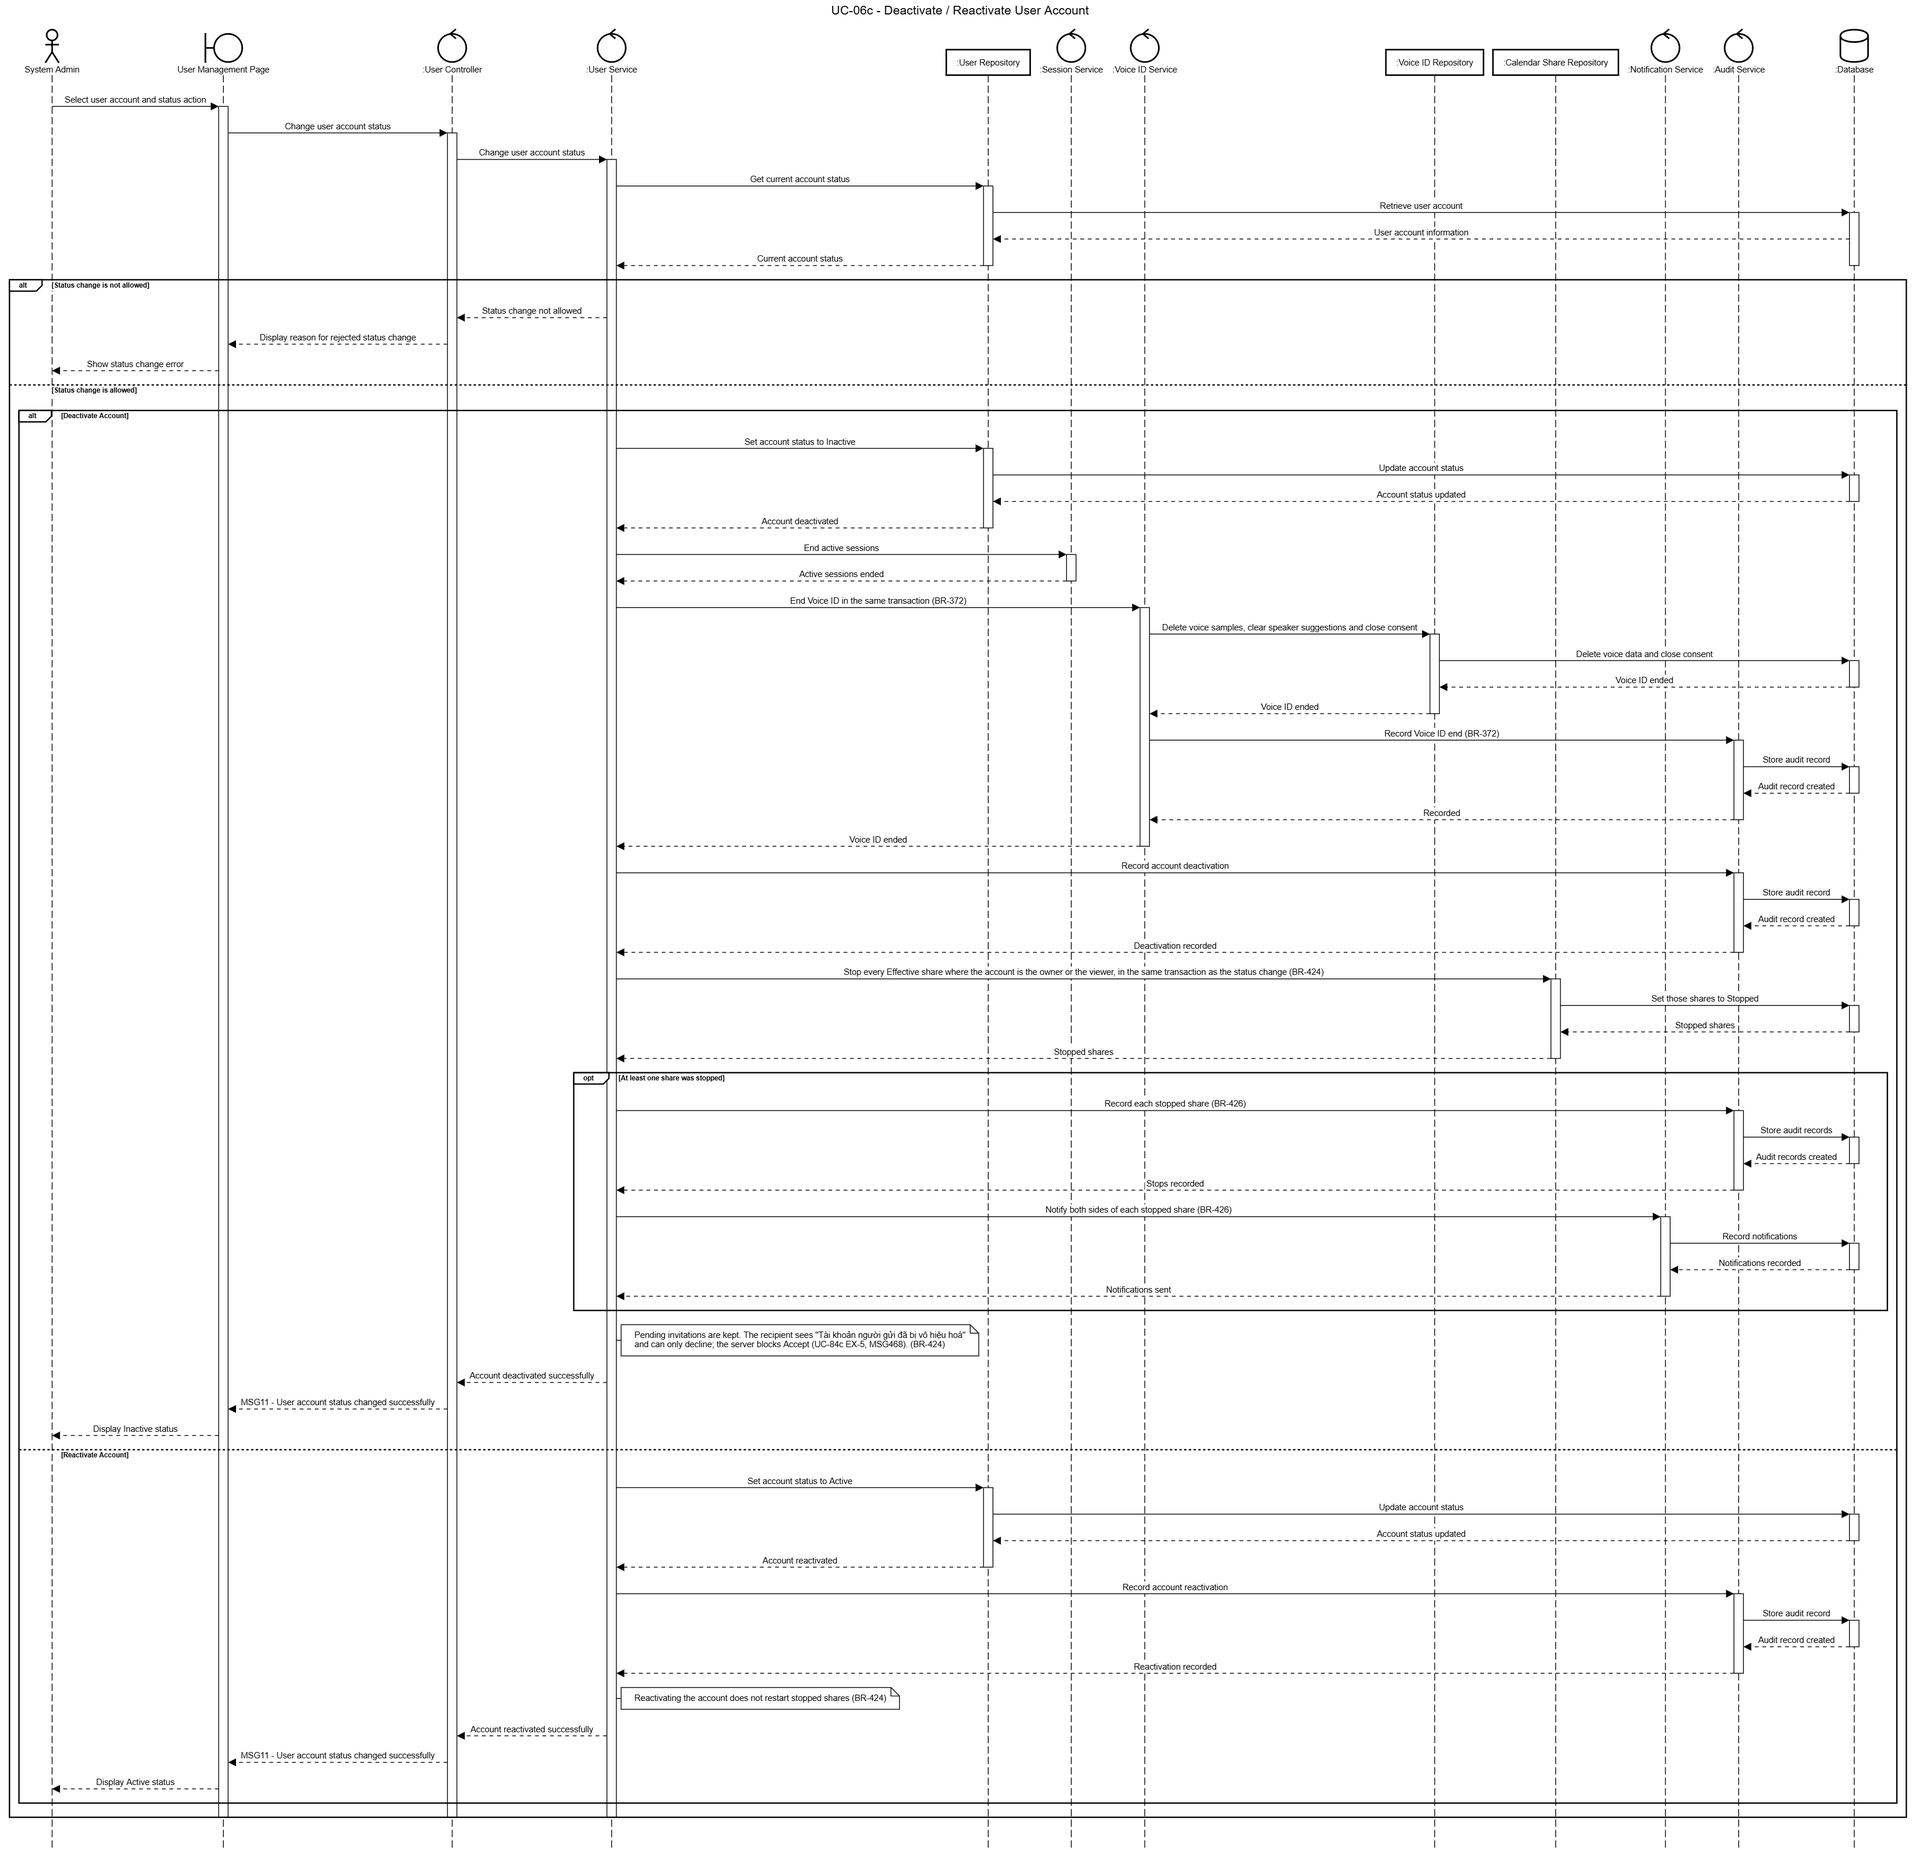 UC-06c - Deactivate / Reactivate User Account
System Admin
User Management Page
:User Controller
:User Service
:User Repository
:Session Service
:Voice ID Service
:Voice ID Repository
:Calendar Share Repository
:Notification Service
:Audit Service
:Database
Select user account and status action
Change user account status
Change user account status
Get current account status
Retrieve user account
User account information
Current account status
alt
[Status change is not allowed]
Status change not allowed
Display reason for rejected status change
Show status change error
[Status change is allowed]
alt
[Deactivate Account]
Set account status to Inactive
Update account status
Account status updated
Account deactivated
End active sessions
Active sessions ended
End Voice ID in the same transaction (BR-372)
Delete voice samples, clear speaker suggestions and close consent
Delete voice data and close consent
Voice ID ended
Voice ID ended
Record Voice ID end (BR-372)
Store audit record
Audit record created
Recorded
Voice ID ended
Record account deactivation
Store audit record
Audit record created
Deactivation recorded
Stop every Effective share where the account is the owner or the viewer, in the same transaction as the status change (BR-424)
Set those shares to Stopped
Stopped shares
Stopped shares
opt
[At least one share was stopped]
Record each stopped share (BR-426)
Store audit records
Audit records created
Stops recorded
Notify both sides of each stopped share (BR-426)
Record notifications
Notifications recorded
Notifications sent
Pending invitations are kept. The recipient sees "Tài khoản người gửi đã bị vô hiệu hoá"
and can only decline; the server blocks Accept (UC-84c EX-5, MSG468). (BR-424)
Account deactivated successfully
MSG11 - User account status changed successfully
Display Inactive status
[Reactivate Account]
Set account status to Active
Update account status
Account status updated
Account reactivated
Record account reactivation
Store audit record
Audit record created
Reactivation recorded
Reactivating the account does not restart stopped shares (BR-424)
Account reactivated successfully
MSG11 - User account status changed successfully
Display Active status